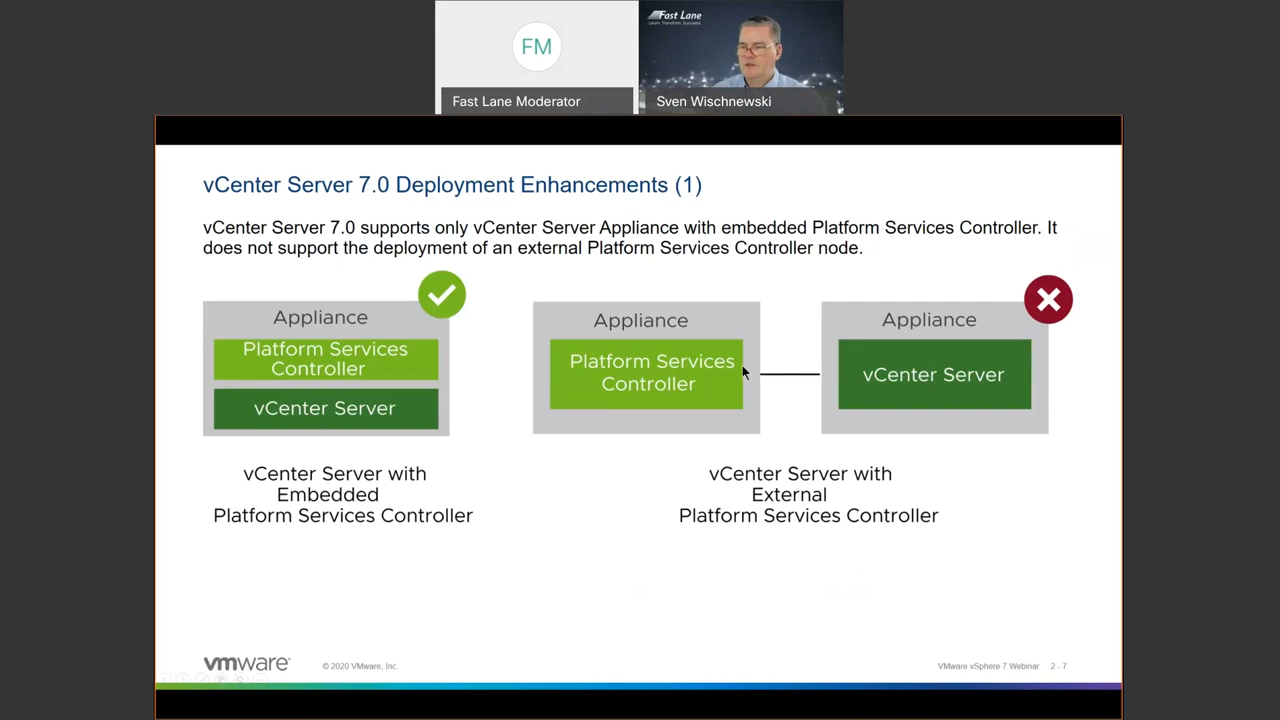 FM
Fast Lane Moderator
Fast Lane
Learn. Transform. Succeed.
Sven Wischnewski
vCenter Server 7.0 Deployment Enhancements (1)
vCenter Server 7.0 supports only vCenter Server Appliance with embedded Platform Services Controller. It
does not support the deployment of an external Platform Services Controller node.
Appliance
Platform Services
Controller
vCenter Server
vCenter Server with
Embedded
Platform Services Controller
Appliance
Platform Services
Controller
Appliance
vCenter Server
vCenter Server with
External
Platform Services Controller
vmware®
© 2020 VMware, Inc.
VMware vSphere 7 Webinar 2 - 7